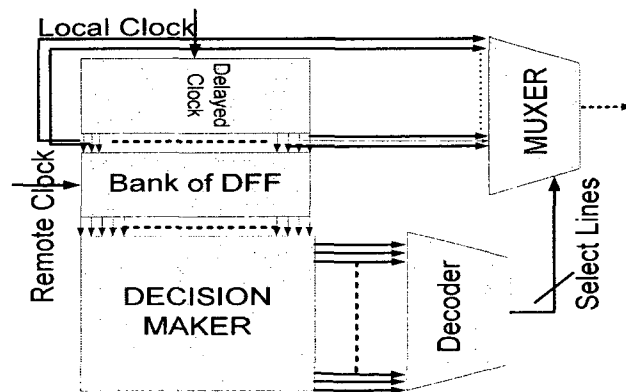 Local Clock
Delayed
Clock
MUXER
Bank of DFF
Remote Clock
DECISION
MAKER
Decoder
Select Lines